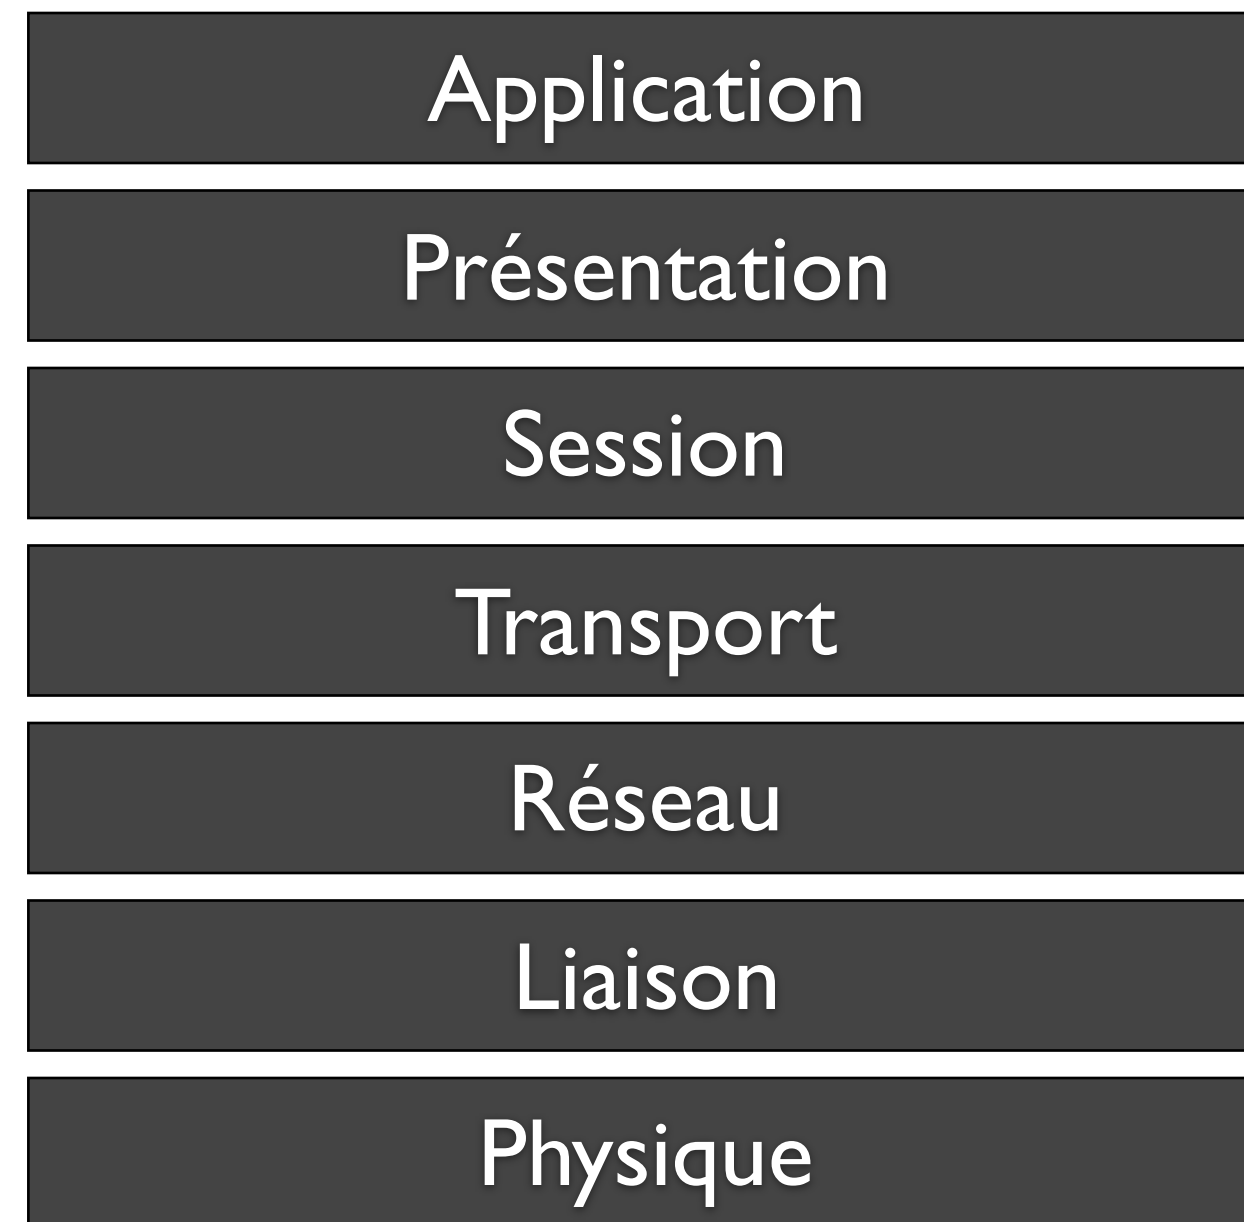 Application
Présentation
Session
Transport
Réseau
Liaison
Physique